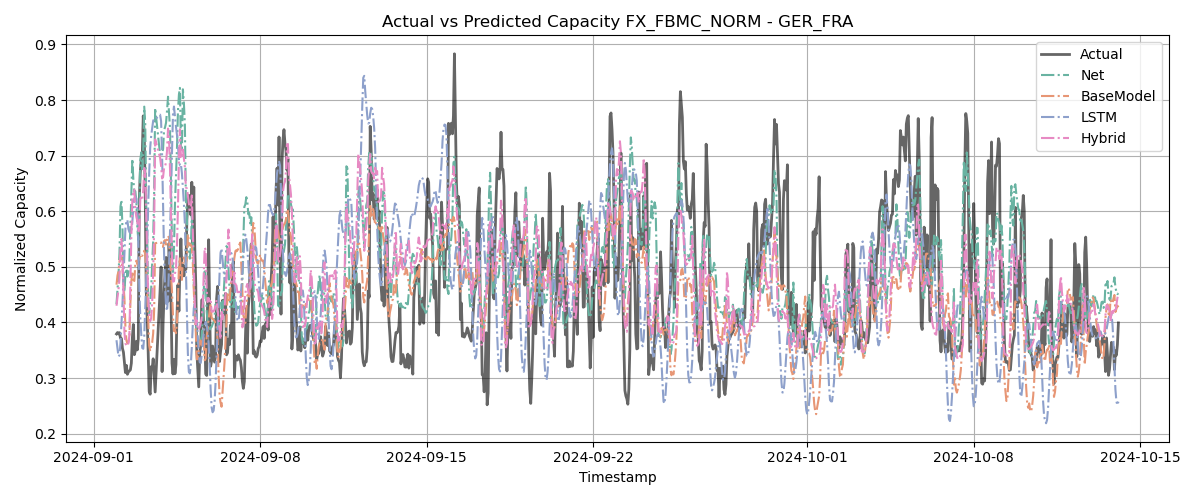 Actual vs Predicted Capacity FX_FBMC_NORM - GER_FRA
Normalized Capacity
0.9
0.8
0.7
0.6
0.5
0.4
0.3
0.2
Actual
Net
BaseModel
LSTM
Hybrid
2024-09-01
2024-09-08
2024-09-15
2024-09-22
2024-10-01
2024-10-08
2024-10-15
Timestamp